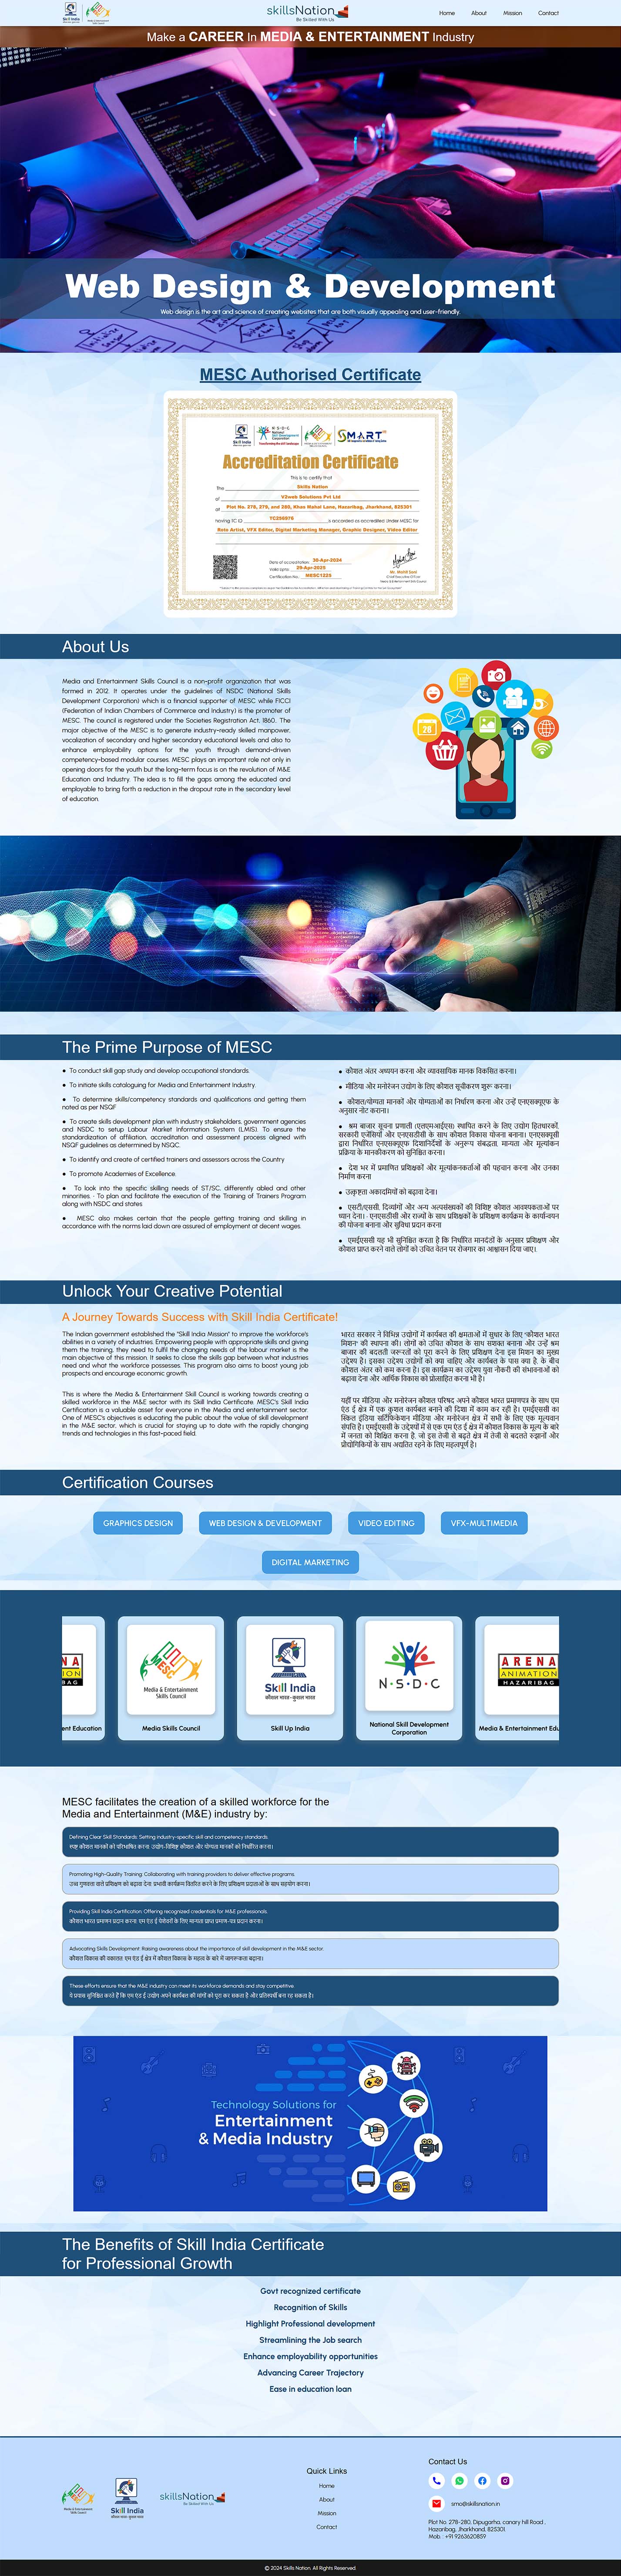 Skill India
skillsNation
Be Skilled With Us
Home About Mission Contact
Make a CAREER In MEDIA & ENTERTAINMENT Industry
Web Design & Development
Web design is the art and science of creating websites that are both visually appealing and user-friendly.
MESC Authorised Certificate
Skill India
N·S·D·C
National
Skill Development
Corporation
Transforming the skill landscape
SMART
Accreditation Certificate
This is to certify that
The Skills Nation
of V2web Solutions Pvt Ltd
at Plot No. 278, 279, and 280, Khas Mahal Lane, Hazaribag, Jharkhand, 825301
having TC ID TC250975 is accorded as accredited Under MESC for
Roto Artist, VFX Editor, Digital Marketing Manager, Graphic Designer, Video Editor
Date of accreditation 30-Apr-2024
Valid upto 29-Apr-2025
Certification No. MESC1225
Mr. Mohit Soni
Chief Executive Officer
About Us
Media and Entertainment Skills Council is a non-profit organization that was
formed in 2012. It operates under the guidelines of NSDC (National Skills
Development Corporation) which is a financial supporter of MESC while FICCI
(Federation of Indian Chambers of Commerce and Industry) is the promoter of
MESC. The council is registered under the Societies Registration Act, 1860. The
major objective of the MESC is to generate industry-ready skilled manpower,
vocalization of secondary and higher secondary educational levels and also to
enhance employability options for the youth through demand-driven
competency-based modular courses. MESC plays an important role not only in
opening doors for the youth but the long-term focus is on the revolution of M&E
Education and Industry. The idea is to fill the gaps among the educated and
employable to bring forth a reduction in the dropout rate in the secondary level
of education.
28
The Prime Purpose of MESC
● To conduct skill gap study and develop occupational standards.
● To initiate skills cataloguing for Media and Entertainment Industry.
● To determine skills/competency standards and qualifications and getting them
noted as per NSQF
● To create skills development plan with industry stakeholders, government agencies
and NSDC to setup Labour Market Information System (LMIS). To ensure the
standardization of affiliation, accreditation and assessment process aligned with
NSQF guidelines as determined by NSQC.
● To identify and create of certified trainers and assessors across the Country
● To promote Academies of Excellence.
● To look into the specific skilling needs of ST/SC, differently abled and other
minorities. · To plan and facilitate the execution of the Training of Trainers Program
along with NSDC and states
● MESC also makes certain that the people getting training and skilling in
accordance with the norms laid down are assured of employment at decent wages.
● कौशल अंतर अध्ययन करना और व्यावसायिक मानक विकसित करना।
● मीडिया और मनोरंजन उद्योग के लिए कौशल सूचीकरण शुरू करना।
● कौशल/योग्यता मानकों और योग्यताओं का निर्धारण करना और उन्हें एनएसक्यूएफ के
अनुसार नोट कराना।
● श्रम बाजार सूचना प्रणाली (एलएमआईएस) स्थापित करने के लिए उद्योग हितधारकों,
सरकारी एजेंसियों और एनएसडीसी के साथ कौशल विकास योजना बनाना। एनएसक्यूसी
द्वारा निर्धारित एनएसक्यूएफ दिशानिर्देशों के अनुरूप संबद्धता, मान्यता और मूल्यांकन
प्रक्रिया के मानकीकरण को सुनिश्चित करना।
● देश भर में प्रमाणित प्रशिक्षकों और मूल्यांकनकर्ताओं की पहचान करना और उनका
निर्माण करना
● उत्कृष्टता अकादमियों को बढ़ावा देना।
● एसटी/एससी, दिव्यांगों और अन्य अल्पसंख्यकों की विशिष्ट कौशल आवश्यकताओं पर
ध्यान देना। · एनएसडीसी और राज्यों के साथ प्रशिक्षकों के प्रशिक्षण कार्यक्रम के कार्यान्वयन
की योजना बनाना और सुविधा प्रदान करना
● एमईएससी यह भी सुनिश्चित करता है कि निर्धारित मानदंडों के अनुसार प्रशिक्षण और
कौशल प्राप्त करने वाले लोगों को उचित वेतन पर रोजगार का आश्वासन दिया जाए।
Unlock Your Creative Potential
A Journey Towards Success with Skill India Certificate!
The Indian government established the "Skill India Mission" to improve the workforce's
abilities in a variety of industries. Empowering people with appropriate skills and giving
them the training, they need to fulfil the changing needs of the labour market is the
main objective of this mission. It seeks to close the skills gap between what industries
need and what the workforce possesses. This program also aims to boost young job
prospects and encourage economic growth.
This is where the Media & Entertainment Skill Council is working towards creating a
skilled workforce in the M&E sector with its Skill India Certificate. MESC's Skill India
Certification is a valuable asset for everyone in the Media and entertainment sector.
One of MESC's objectives is educating the public about the value of skill development
in the M&E sector, which is crucial for staying up to date with the rapidly changing
trends and technologies in this fast-paced field.
भारत सरकार ने विभिन्न उद्योगों में कार्यबल की क्षमताओं में सुधार के लिए "कौशल भारत
मिशन" की स्थापना की। लोगों को उचित कौशल के साथ सशक्त बनाना और उन्हें श्रम
बाजार की बदलती जरूरतों को पूरा करने के लिए प्रशिक्षण देना इस मिशन का मुख्य
उद्देश्य है। इसका उद्देश्य उद्योगों को क्या चाहिए और कार्यबल के पास क्या है, के बीच
कौशल अंतर को कम करना है। इस कार्यक्रम का उद्देश्य युवा नौकरी की संभावनाओं को
बढ़ावा देना और आर्थिक विकास को प्रोत्साहित करना भी है।
यहीं पर मीडिया और मनोरंजन कौशल परिषद अपने कौशल भारत प्रमाणपत्र के साथ एम
एंड ई क्षेत्र में एक कुशल कार्यबल बनाने की दिशा में काम कर रही है। एमईएससी का
स्किल इंडिया सर्टिफिकेशन मीडिया और मनोरंजन क्षेत्र में सभी के लिए एक मूल्यवान
संपत्ति है। एमईएससी के उद्देश्यों में से एक एम एंड ई क्षेत्र में कौशल विकास के मूल्य के बारे
में जनता को शिक्षित करना है, जो इस तेजी से बढ़ते क्षेत्र में तेजी से बदलते रुझानों और
प्रौद्योगिकियों के साथ अद्यतित रहने के लिए महत्वपूर्ण है।
Certification Courses
GRAPHICS DESIGN WEB DESIGN & DEVELOPMENT VIDEO EDITING VFX-MULTIMEDIA
DIGITAL MARKETING
N A
ION
BAG
ent Education
MESC
Media & Entertainment
Skills Council
Media Skills Council
Skill India
कौशल भारत-कुशल भारत
Skill Up India
N·S·D·C
National Skill Development
Corporation
ARENA
ANIMATION
HAZARIBAG
Media & Entertainment Edu
MESC facilitates the creation of a skilled workforce for the
Media and Entertainment (M&E) industry by:
Defining Clear Skill Standards: Setting industry-specific skill and competency standards.
स्पष्ट कौशल मानकों को परिभाषित करना: उद्योग-विशिष्ट कौशल और योग्यता मानकों को निर्धारित करना।
Promoting High-Quality Training: Collaborating with training providers to deliver effective programs.
उच्च गुणवत्ता वाले प्रशिक्षण को बढ़ावा देना: प्रभावी कार्यक्रम वितरित करने के लिए प्रशिक्षण प्रदाताओं के साथ सहयोग करना।
Providing Skill India Certification: Offering recognized credentials for M&E professionals.
कौशल भारत प्रमाणन प्रदान करना: एम एंड ई पेशेवरों के लिए मान्यता प्राप्त प्रमाण-पत्र प्रदान करना।
Advocating Skills Development: Raising awareness about the importance of skill development in the M&E sector.
कौशल विकास की वकालत: एम एंड ई क्षेत्र में कौशल विकास के महत्व के बारे में जागरूकता बढ़ाना।
These efforts ensure that the M&E industry can meet its workforce demands and stay competitive.
ये प्रयास सुनिश्चित करते हैं कि एम एंड ई उद्योग अपने कार्यबल की मांगों को पूरा कर सकता है और प्रतिस्पर्धी बना रह सकता है।
Technology Solutions for
Entertainment
& Media Industry
The Benefits of Skill India Certificate
for Professional Growth
Govt recognized certificate
Recognition of Skills
Highlight Professional development
Streamlining the Job search
Enhance employability opportunities
Advancing Career Trajectory
Ease in education loan
Skill India
skillsNation
Be Skilled With Us
Quick Links
Home
About
Mission
Contact
Contact Us
smo@skillsnation.in
Plot No. 278-280, Dipugarha, canary hill Road ,
Hazaribag, Jharkhand, 825301.
Mob. : +91 9263620859
© 2024 Skills Nation. All Rights Reserved.